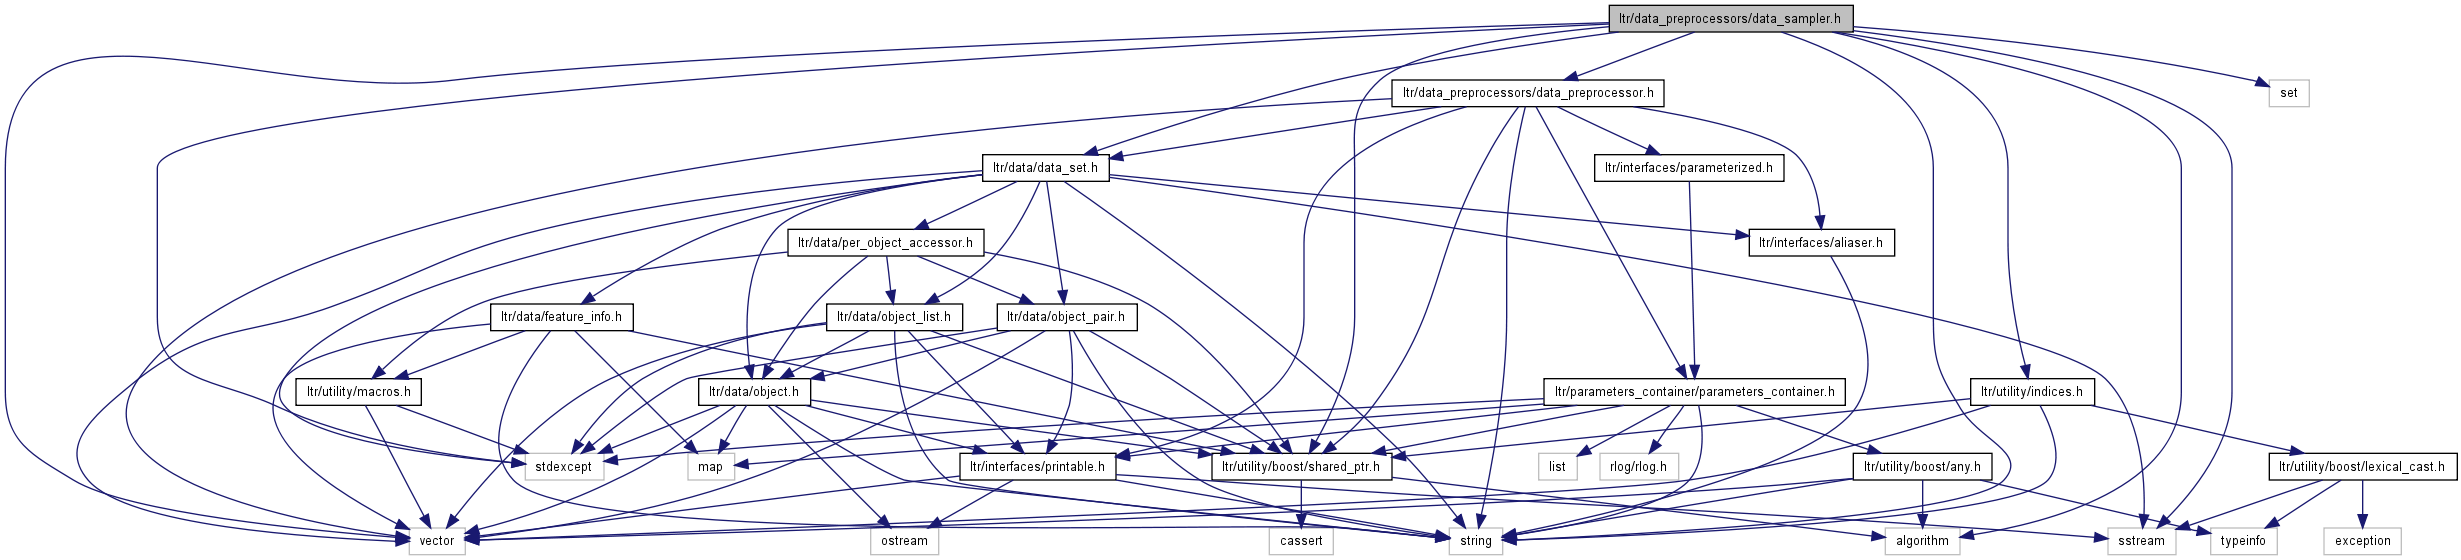 ltr/data_preprocessors/data_sampler.h
ltr/data_preprocessors/data_preprocessor.h
set
ltr/data/data_set.h
ltr/interfaces/parameterized.h
ltr/data/per_object_accessor.h
ltr/interfaces/aliaser.h
ltr/data/feature_info.h
ltr/data/object_list.h
ltr/data/object_pair.h
ltr/utility/macros.h
ltr/data/object.h
ltr/parameters_container/parameters_container.h
ltr/utility/indices.h
stdexcept
map
ltr/interfaces/printable.h
ltr/utility/boost/shared_ptr.h
list
rlog/rlog.h
ltr/utility/boost/any.h
ltr/utility/boost/lexical_cast.h
vector
ostream
cassert
string
algorithm
sstream
typeinfo
exception